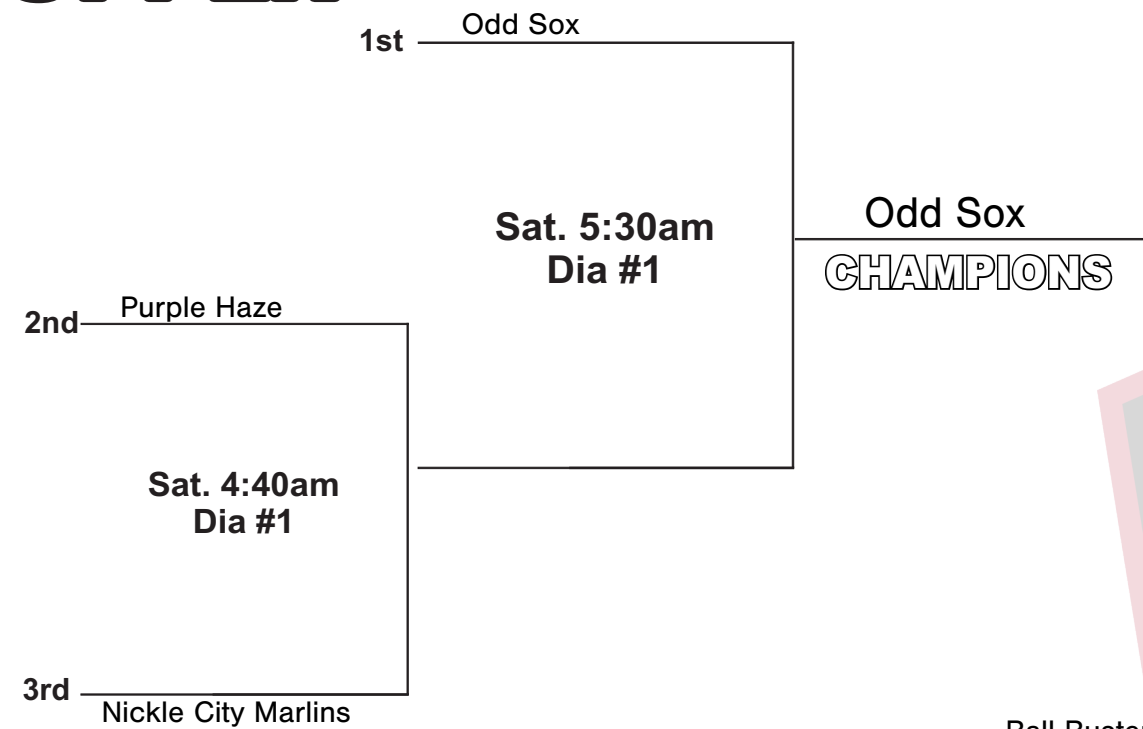 1st
Odd Sox
Sat. 5:30am
Dia #1
Odd Sox
CHAMPIONS
2nd
Purple Haze
Sat. 4:40am
Dia #1
3rd
Nickle City Marlins